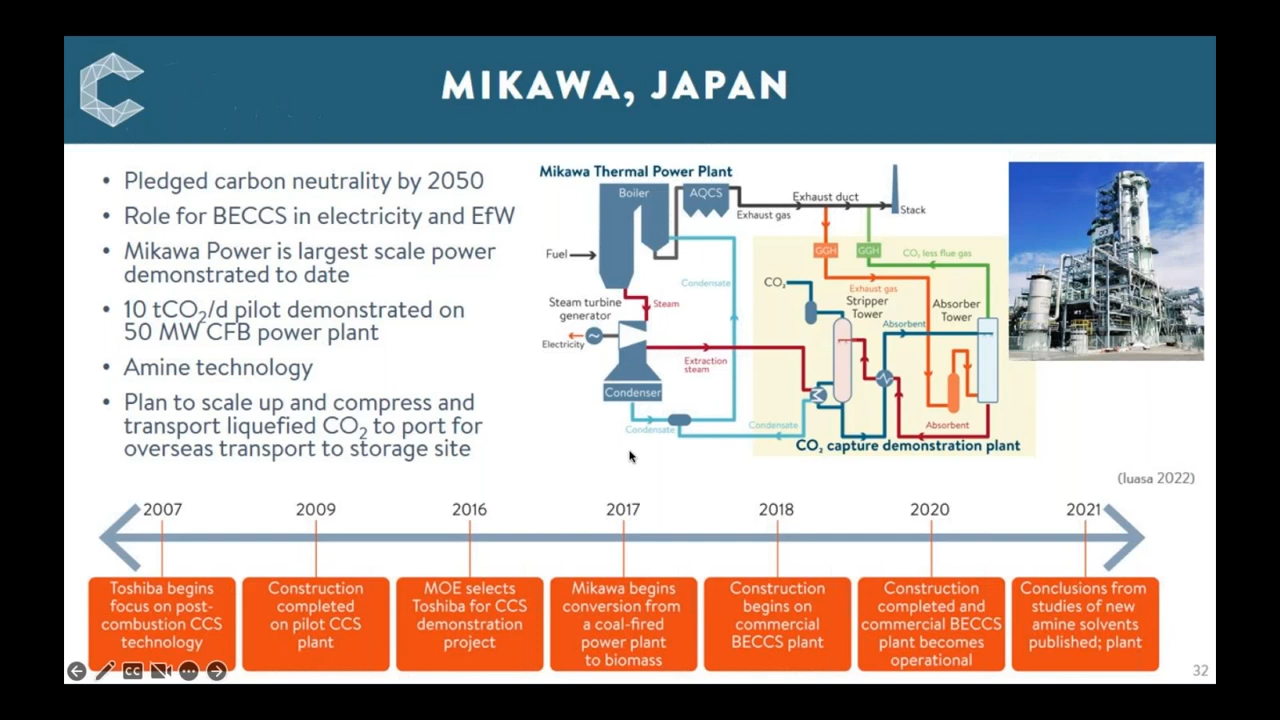 MIKAWA, JAPAN
• Pledged carbon neutrality by 2050
• Role for BECCS in electricity and EfW
• Mikawa Power is largest scale power
demonstrated to date
• 10 tCO₂/d pilot demonstrated on
50 MW CFB power plant
• Amine technology
• Plan to scale up and compress and
transport liquefied CO₂ to port for
overseas transport to storage site
Mikawa Thermal Power Plant
Boiler
AQCS
Exhaust duct
Exhaust gas
Stack
Fuel
GGH
GGH
CO₂ less flue gas
Condensate
CO₂
Exhaust gas
Steam turbine
generator
Steam
Stripper
Tower
Absorber
Tower
Absorbent
Electricity
Extraction
steam
Condenser
Condensate
Condensate
Absorbent
CO₂ capture demonstration plant
(Iuasa 2022)
2007
2009
2016
2017
2018
2020
2021
Toshiba begins
focus on post-
combustion CCS
technology
Construction
completed
on pilot CCS
plant
MOE selects
Toshiba for CCS
demonstration
project
Mikawa begins
conversion from
a coal-fired
power plant
to biomass
Construction
begins on
commercial
BECCS plant
Construction
completed and
commercial BECCS
plant becomes
operational
Conclusions from
studies of new
amine solvents
published; plant
CC
32